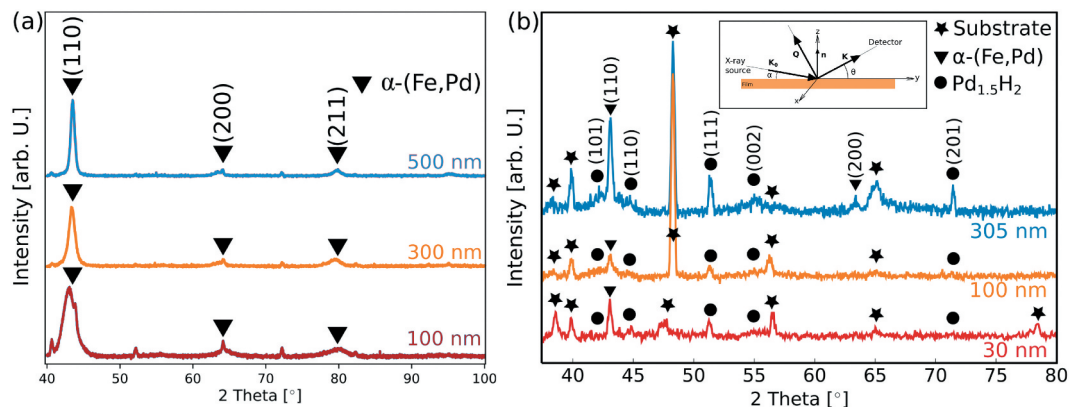 (a)
(110)
α-(Fe,Pd)
(200)
(211)
500 nm
300 nm
100 nm
Intensity [arb. U.]
40 50 60 70 80 90 100
2 Theta [°]
(b)
Substrate
α-(Fe,Pd)
Pd1.5H2
z
Q
n
K
Detector
X-ray
source
K0
α
θ
y
Film
x
(101)
(110)
(110)
(111)
(002)
(200)
(201)
305 nm
100 nm
30 nm
Intensity [arb. U.]
40 45 50 55 60 65 70 75 80
2 Theta [°]